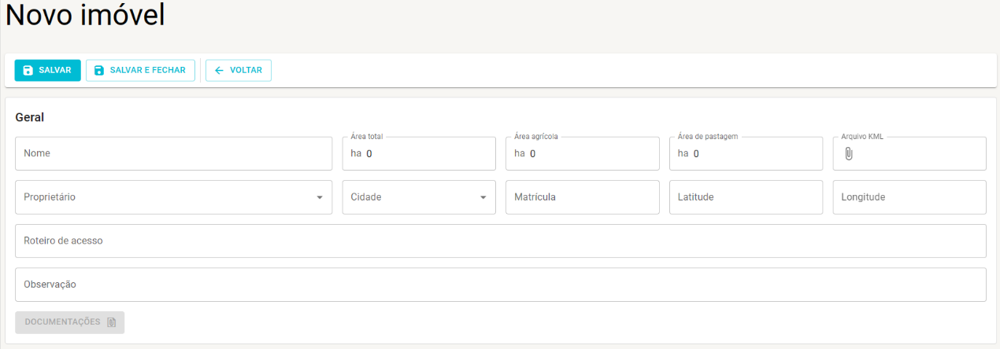 Novo imóvel
SALVAR SALVAR E FECHAR VOLTAR
Geral
Nome Área total ha 0 Área agrícola ha 0 Área de pastagem ha 0 Arquivo KML
Proprietário Cidade Matrícula Latitude Longitude
Roteiro de acesso
Observação
DOCUMENTAÇÕES